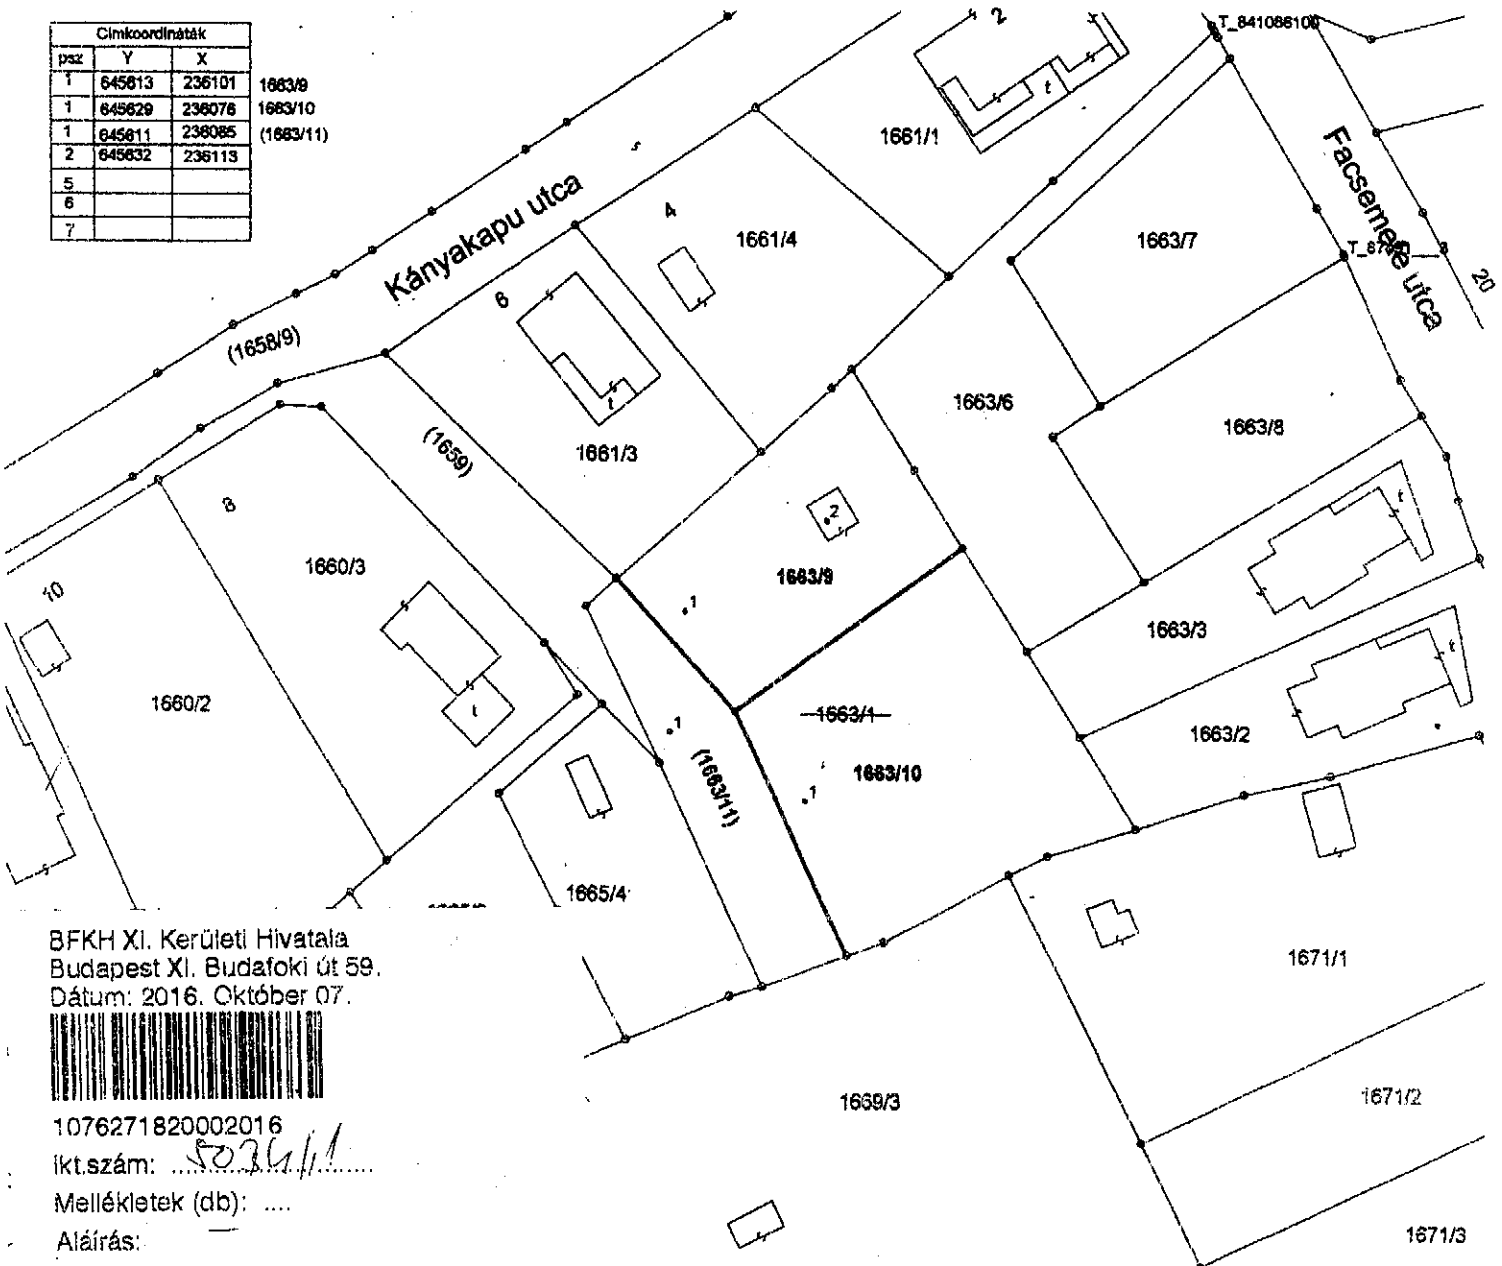 Címkoordináták
psz Y X
1 645613 236101 1663/9
1 645629 236076 1663/10
1 645611 236085 (1663/11)
2 645632 236113
5
6
7
T_841086100
2
t
1661/1
Facsemete utca
20
Kányakapu utca
4
1661/4
1663/7
6
(1658/9)
t
1661/3
(1659)
1663/6
1663/8
t
8
1660/3
2
1663/9
1
10
1663/3
t
1660/2
t
1
1663/1
1663/2
(1663/11)
1663/10
1
1665/4
1671/1
BFKH XI. Kerületi Hivatala
Budapest XI. Budafoki út 59.
Dátum: 2016. Október 07.
1076271820002016
Ikt.szám: ....................
Mellékletek (db): ....
Aláírás:
1669/3
1671/2
1671/3